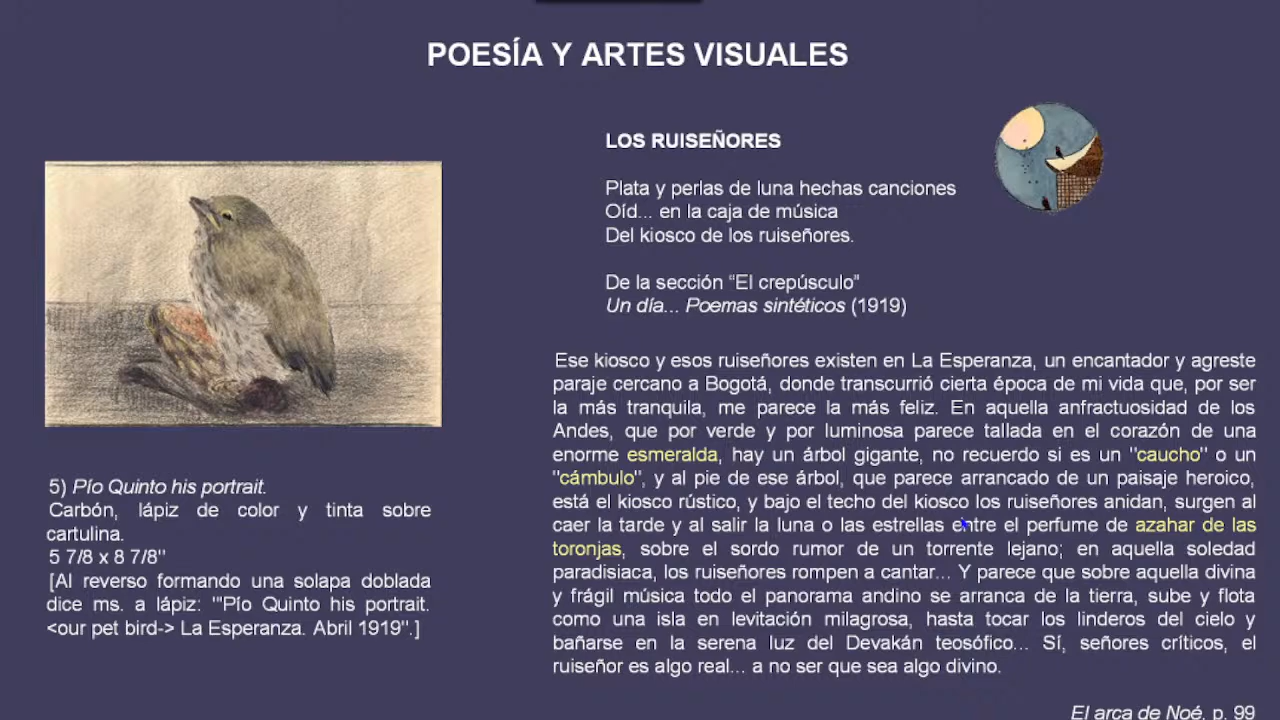 POESÍA Y ARTES VISUALES
LOS RUISEÑORES
Plata y perlas de luna hechas canciones
Oíd... en la caja de música
Del kiosco de los ruiseñores.
De la sección “El crepúsculo”
Un día... Poemas sintéticos (1919)
5) Pío Quinto his portrait.
Carbón, lápiz de color y tinta sobre
cartulina.
5 7/8 x 8 7/8"
[Al reverso formando una solapa doblada
dice ms. a lápiz: "'Pío Quinto his portrait.
<our pet bird-> La Esperanza. Abril 1919".]
Ese kiosco y esos ruiseñores existen en La Esperanza, un encantador y agreste
paraje cercano a Bogotá, donde transcurrió cierta época de mi vida que, por ser
la más tranquila, me parece la más feliz. En aquella anfractuosidad de los
Andes, que por verde y por luminosa parece tallada en el corazón de una
enorme esmeralda, hay un árbol gigante, no recuerdo si es un "caucho" o un
"cámbulo", y al pie de ese árbol, que parece arrancado de un paisaje heroico,
está el kiosco rústico, y bajo el techo del kiosco los ruiseñores anidan, surgen al
caer la tarde y al salir la luna o las estrellas entre el perfume de azahar de las
toronjas, sobre el sordo rumor de un torrente lejano; en aquella soledad
paradisiaca, los ruiseñores rompen a cantar... Y parece que sobre aquella divina
y frágil música todo el panorama andino se arranca de la tierra, sube y flota
como una isla en levitación milagrosa, hasta tocar los linderos del cielo y
bañarse en la serena luz del Devakán teosófico... Sí, señores críticos, el
ruiseñor es algo real... a no ser que sea algo divino.
El arca de Noé, p. 99